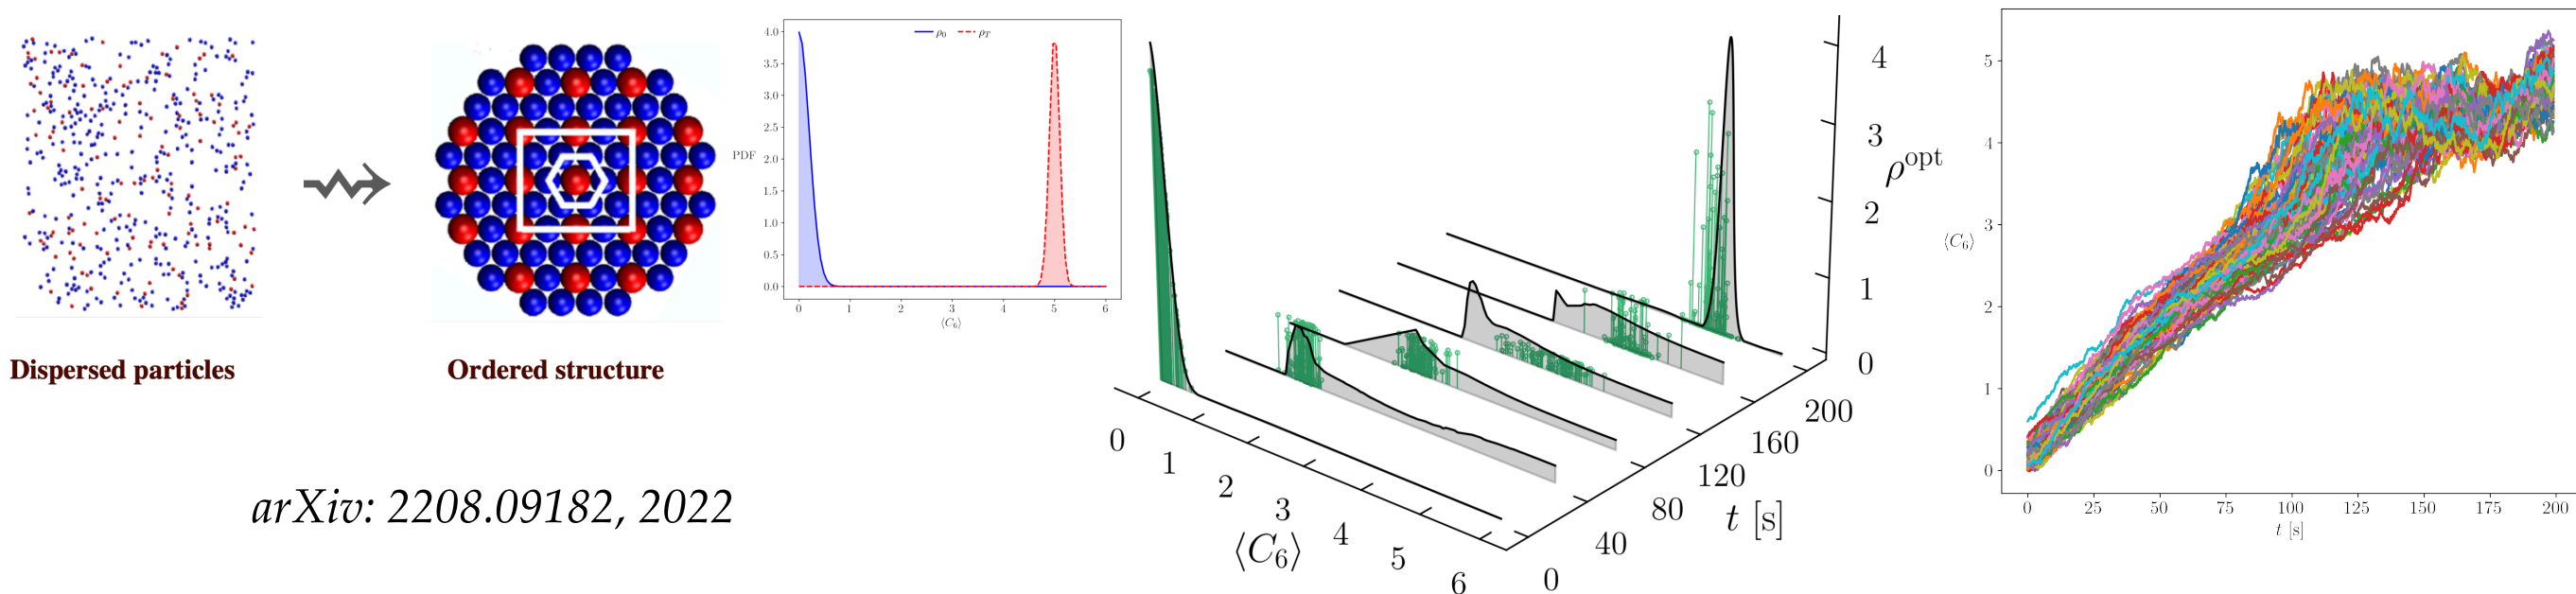 Dispersed particles
Ordered structure
arXiv: 2208.09182, 2022
PDF
4.0
3.5
3.0
2.5
2.0
1.5
1.0
0.5
0.0
ρ₀
ρ_T
0 1 2 3 4 5 6
⟨C₆⟩
0 1 2 3 4 5 6
⟨C₆⟩
0 40 80 120 160 200
t [s]
4
3
2
1
0
ρ^opt
5
4
3
2
1
0
⟨C₆⟩
0 25 50 75 100 125 150 175 200
t [s]